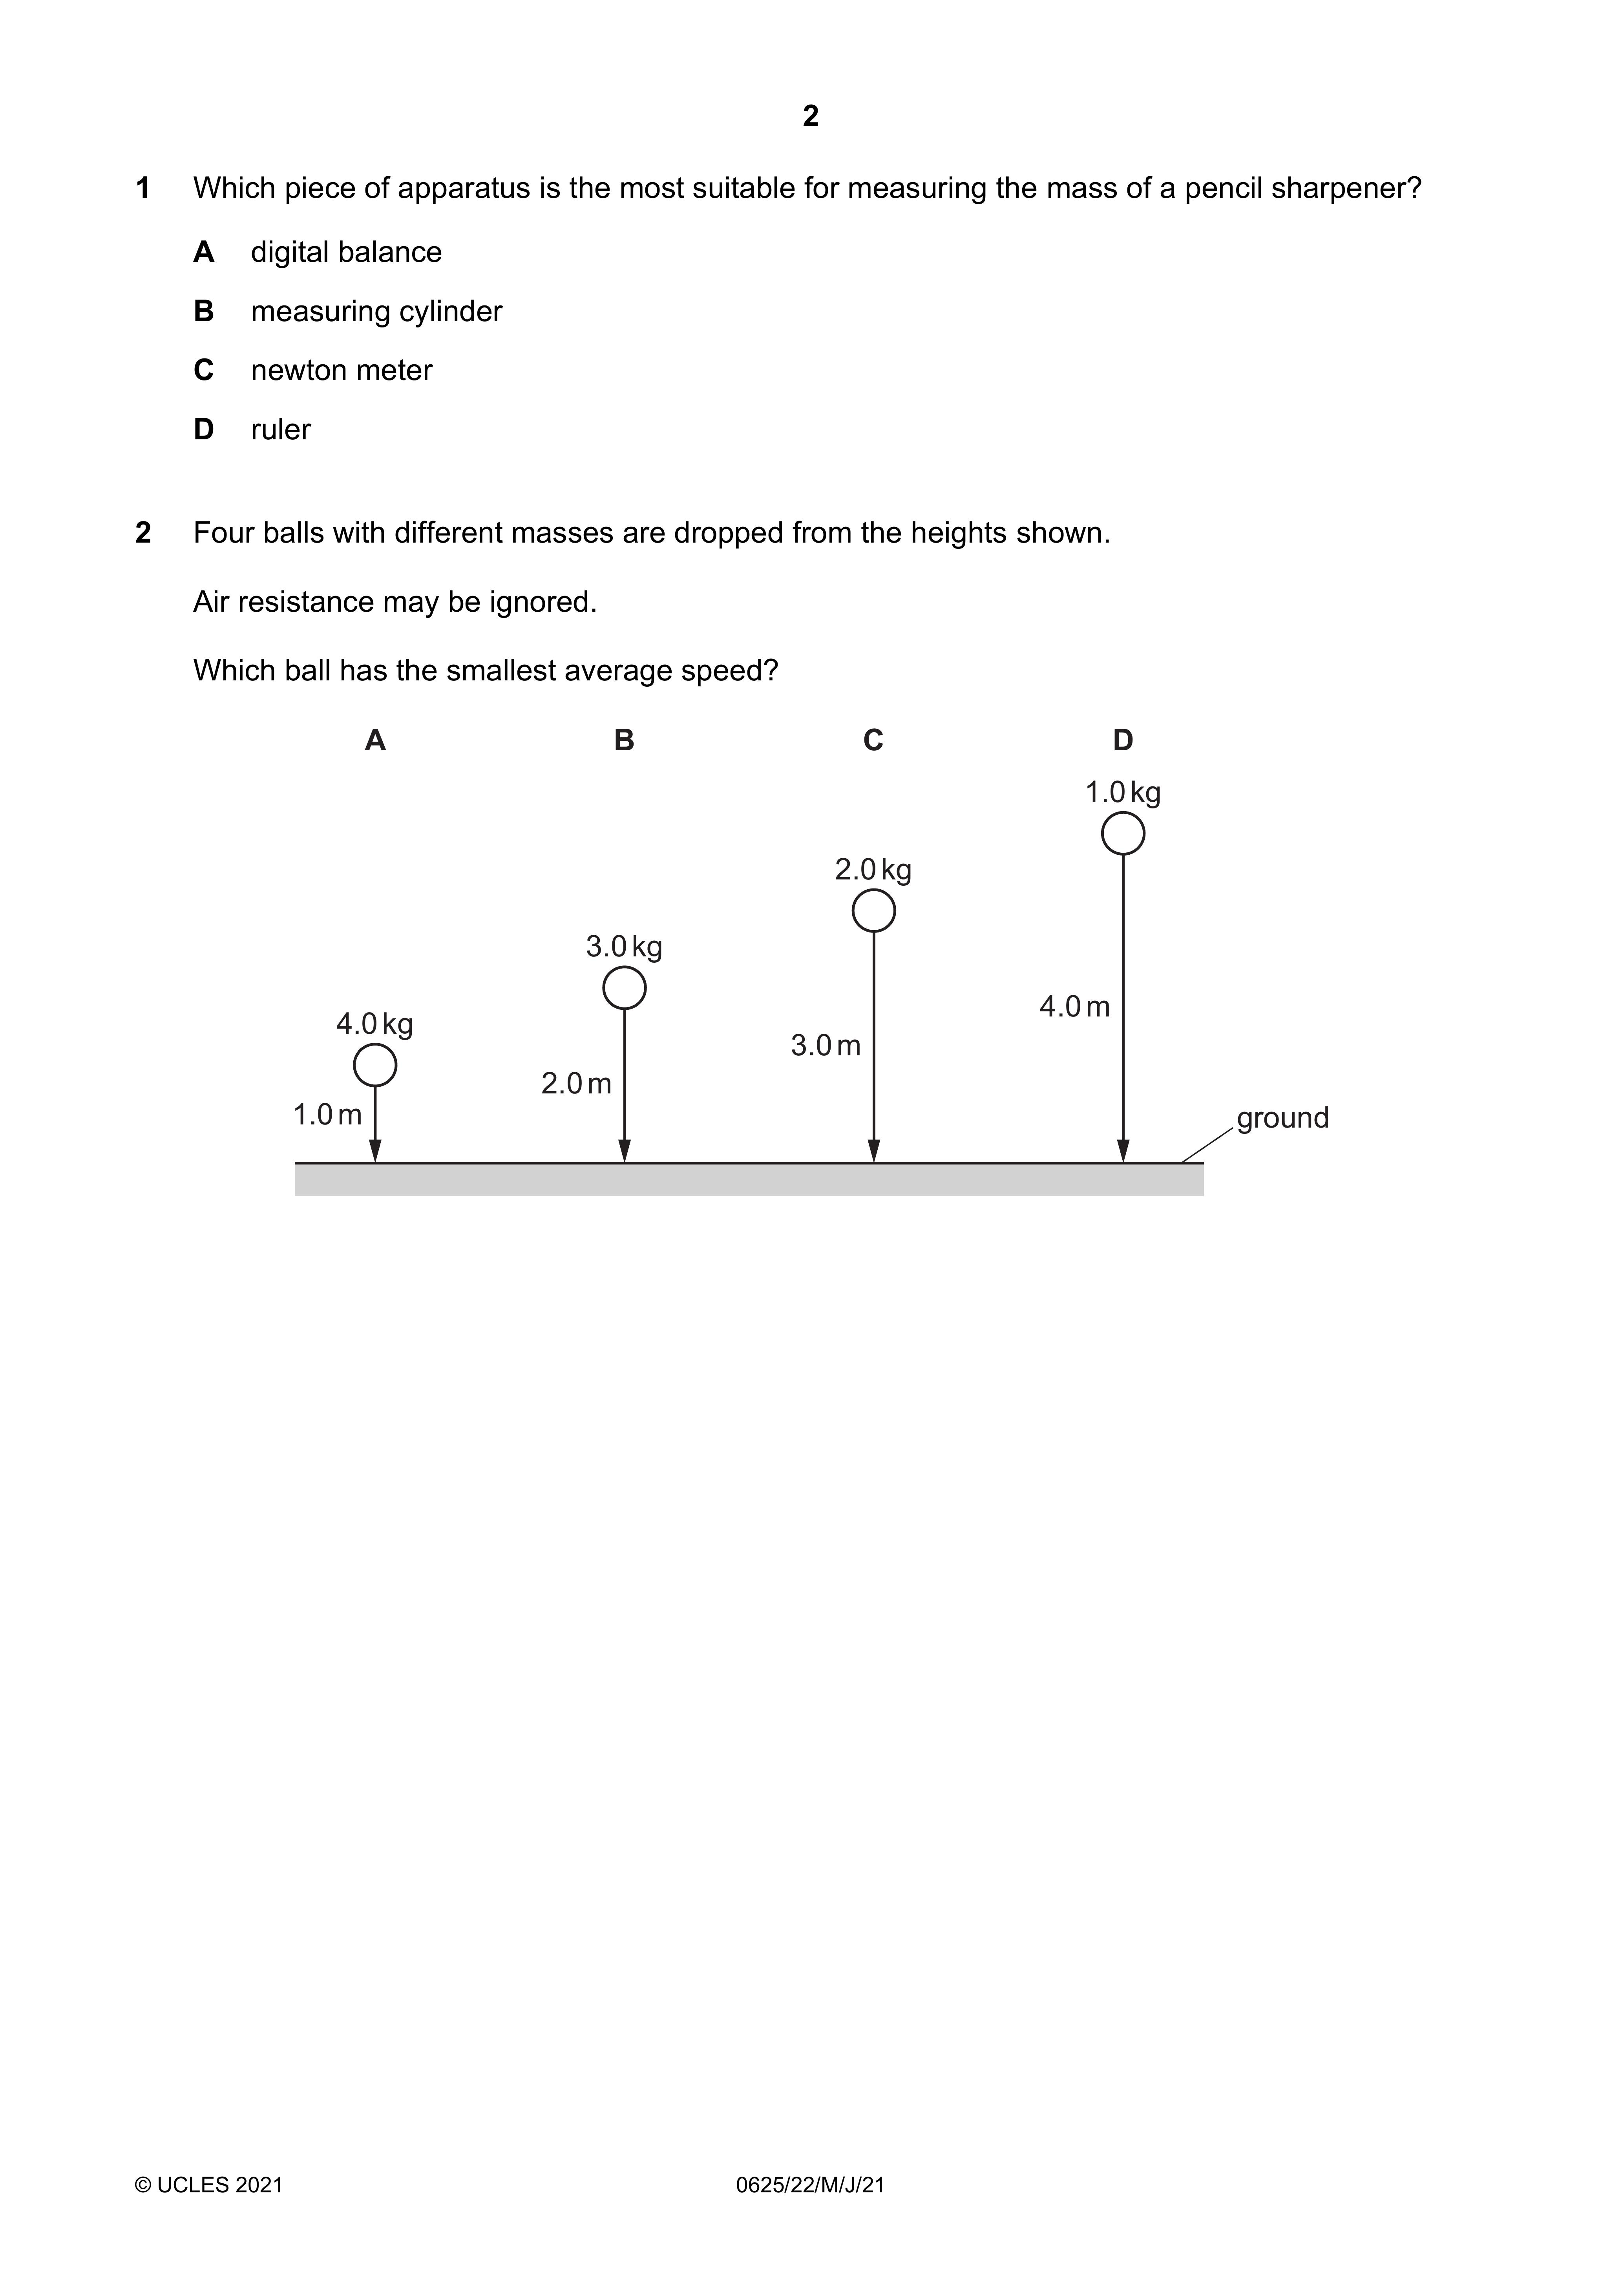 2
1 Which piece of apparatus is the most suitable for measuring the mass of a pencil sharpener?
A digital balance
B measuring cylinder
C newton meter
D ruler
2 Four balls with different masses are dropped from the heights shown.
Air resistance may be ignored.
Which ball has the smallest average speed?
A B C D
1.0 kg
2.0 kg
3.0 kg
4.0 m
4.0 kg
3.0 m
2.0 m
1.0 m
ground
© UCLES 2021 0625/22/M/J/21